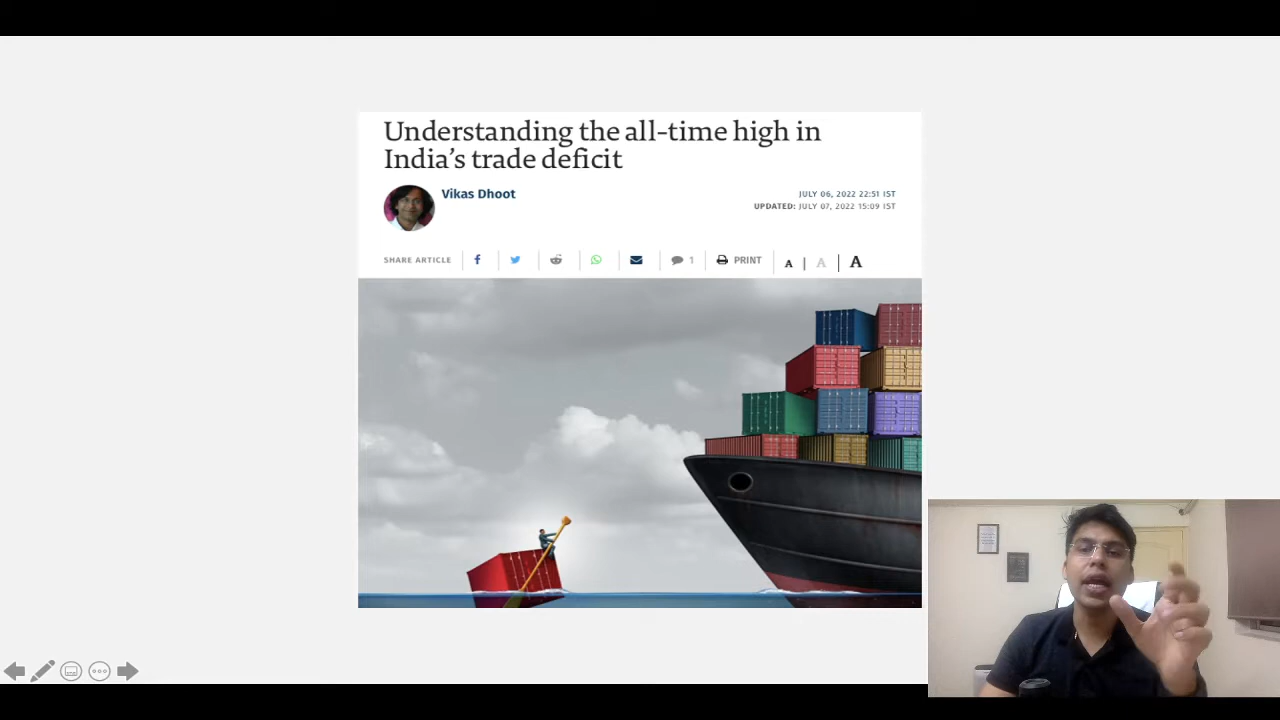 Understanding the all-time high in
India's trade deficit
Vikas Dhoot
JULY 06, 2022 22:51 IST
UPDATED: JULY 07, 2022 15:09 IST
SHARE ARTICLE
1
PRINT
A | A | A